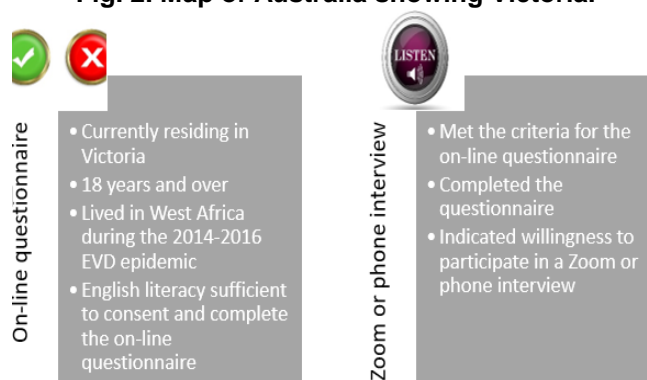 Fig. 2. Map of Australia showing Victoria.
On-line questionnaire
• Currently residing in
Victoria
• 18 years and over
• Lived in West Africa
during the 2014-2016
EVD epidemic
• English literacy sufficient
to consent and complete
the on-line
questionnaire
LISTEN
Zoom or phone interview
• Met the criteria for the
on-line questionnaire
• Completed the
questionnaire
• Indicated willingness to
participate in a Zoom or
phone interview